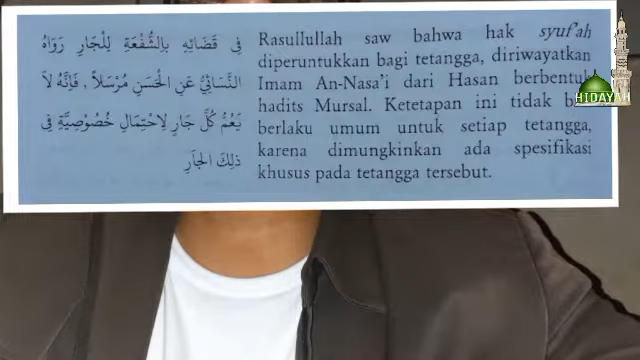 فِى قَضَائِهِ بِالشُّفْعَةِ لِلْجَارِ رَوَاهُ
النَّسَائِيُّ عَنِ الْحَسَنِ مُرْسَلاً . فَإِنَّهُ لاَ
يَعُمُّ كُلَّ جَارٍ لِاحْتِمَالِ خُصُوْصِيَّةٍ فِى
ذلِكَ الْجَارِ
Rasullullah saw bahwa hak syuf'ah
diperuntukkan bagi tetangga, diriwayatkan
Imam An-Nasa'i dari Hasan berbentuk
hadits Mursal. Ketetapan ini tidak
berlaku umum untuk setiap tetangga,
karena dimungkinkan ada spesifikasi
khusus pada tetangga tersebut.
HIDAYAH